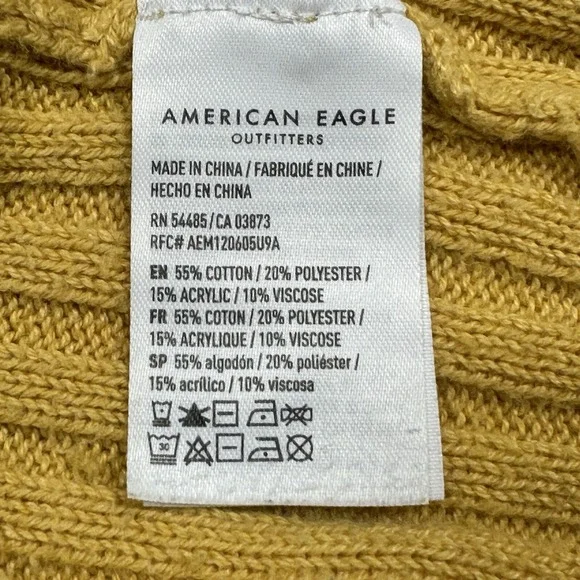 AMERICAN EAGLE
OUTFITTERS
MADE IN CHINA / FABRIQUÉ EN CHINE /
HECHO EN CHINA
RN 54485 / CA 03873
RFC# AEM120605U9A
EN 55% COTTON / 20% POLYESTER /
15% ACRYLIC / 10% VISCOSE
FR 55% COTON / 20% POLYESTER /
15% ACRYLIQUE / 10% VISCOSE
SP 55% algodón / 20% poliéster /
15% acrílico / 10% viscosa
30